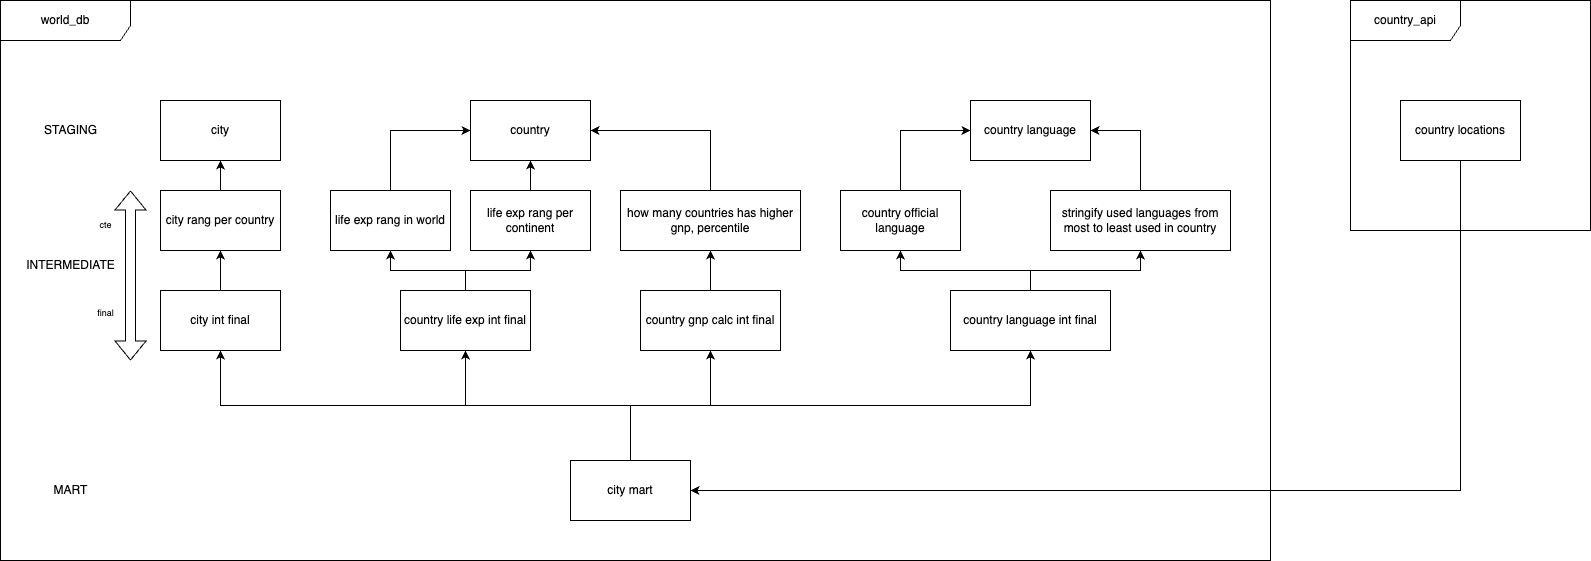 world_db
country_api
STAGING
city
country
country language
country locations
city rang per country
life exp rang in world
life exp rang per
continent
how many countries has higher
gnp, percentile
country official
language
stringify used languages from
most to least used in country
cte
INTERMEDIATE
final
city int final
country life exp int final
country gnp calc int final
country language int final
MART
city mart